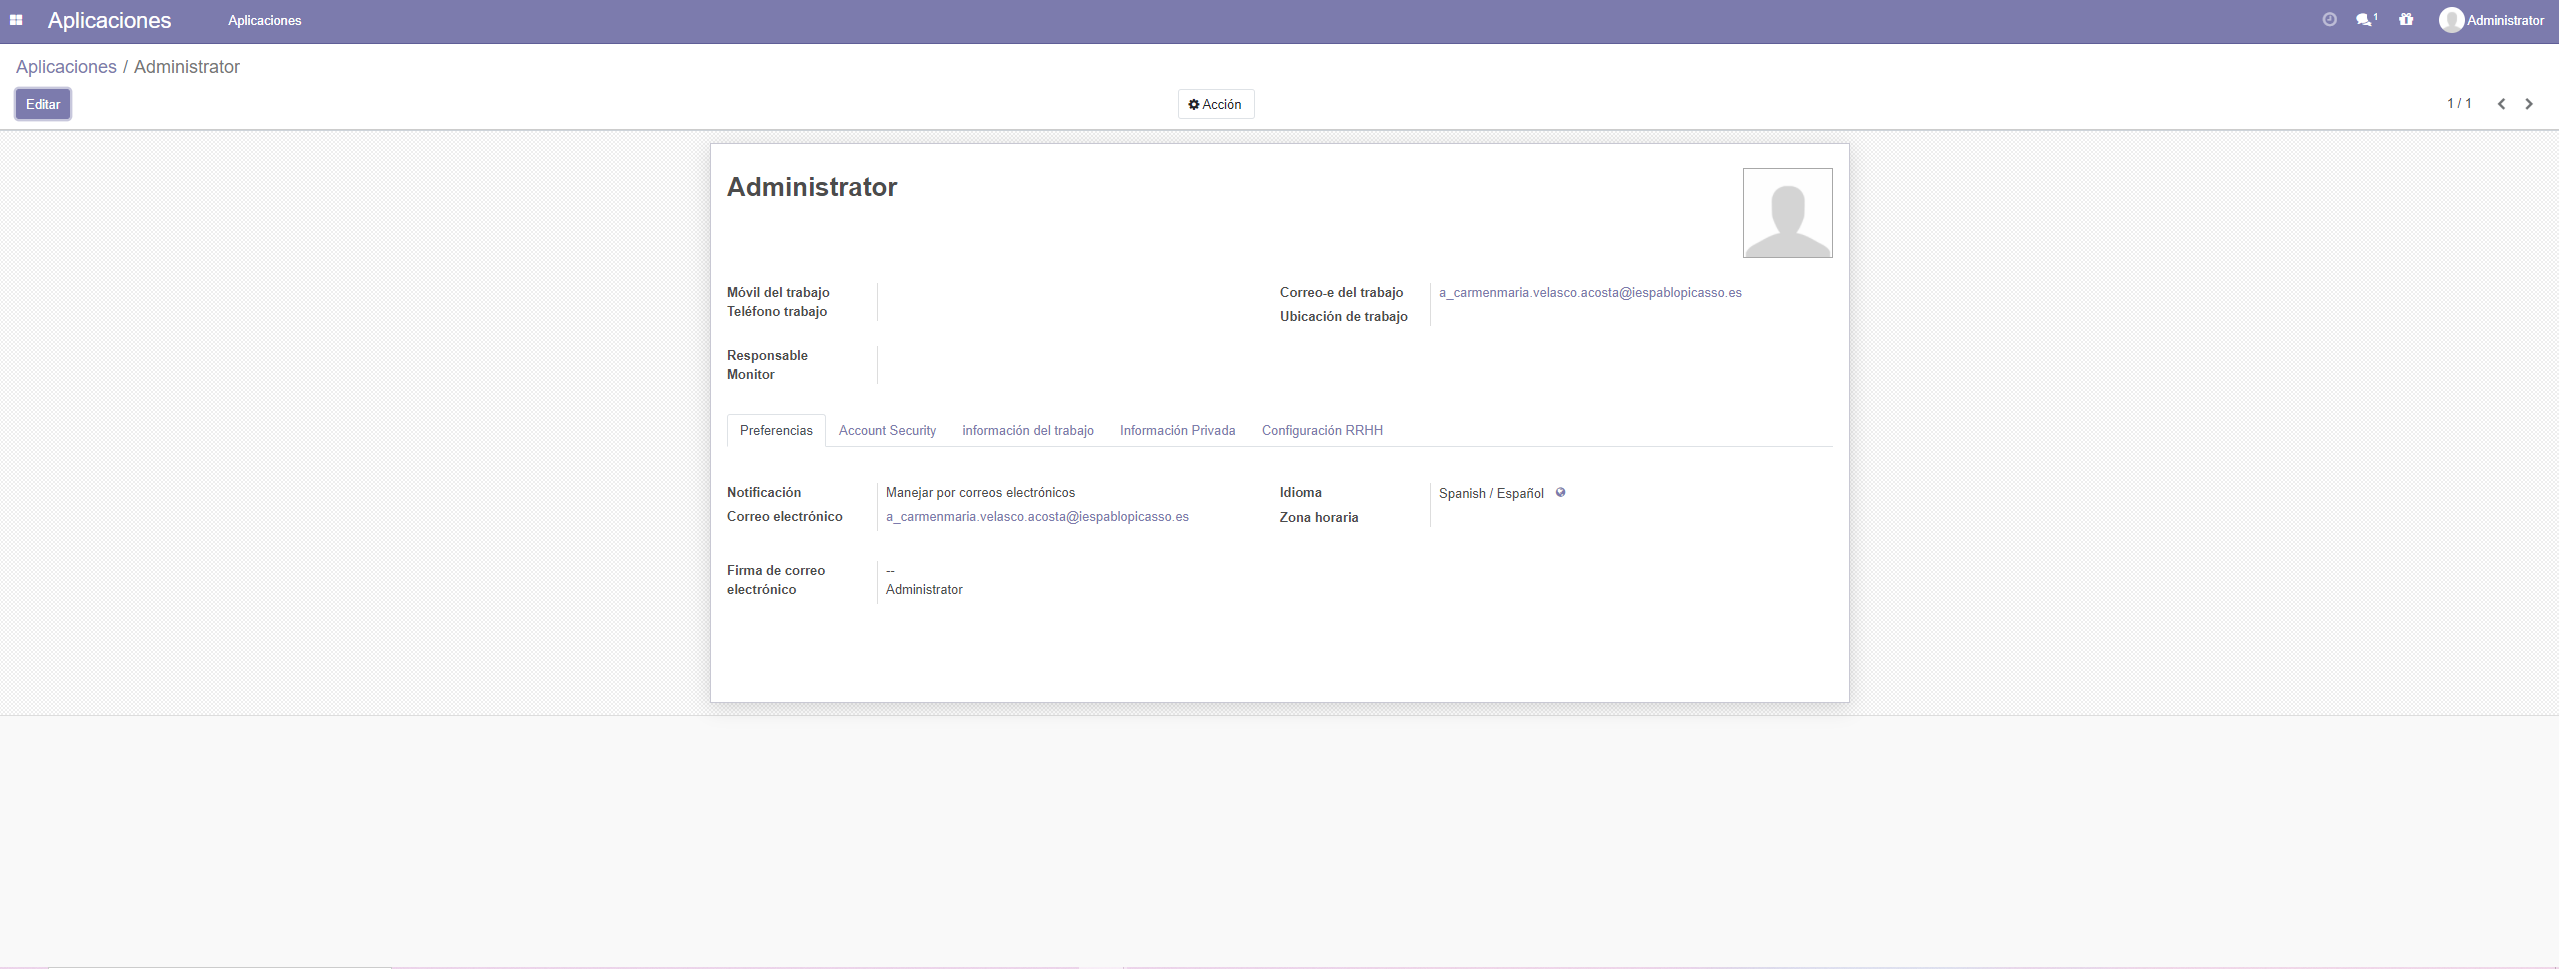 Aplicaciones Aplicaciones 1 Administrator
Aplicaciones / Administrator
Editar Acción 1 / 1
Administrator
Móvil del trabajo
Teléfono trabajo
Correo-e del trabajo a_carmenmaria.velasco.acosta@iespablopicasso.es
Ubicación de trabajo
Responsable
Monitor
Preferencias Account Security información del trabajo Información Privada Configuración RRHH
Notificación Manejar por correos electrónicos
Correo electrónico a_carmenmaria.velasco.acosta@iespablopicasso.es
Idioma Spanish / Español
Zona horaria
Firma de correo --
electrónico Administrator